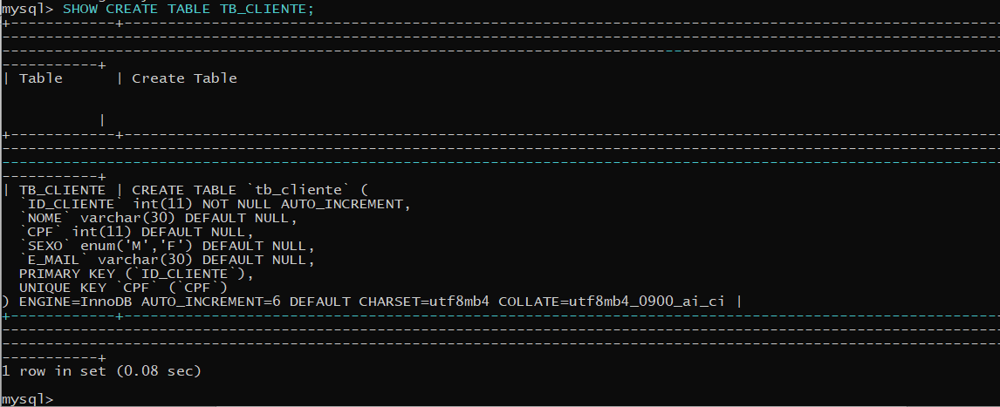 mysql> SHOW CREATE TABLE TB_CLIENTE;
+------------+-----------------------------------------------------------------------------------------------------
------------------------------------------------------------------------------------------------------------------
------------------------------------------------------------------------------------------------------------------
-----------+
| Table      | Create Table
           |
+------------+-----------------------------------------------------------------------------------------------------
------------------------------------------------------------------------------------------------------------------
------------------------------------------------------------------------------------------------------------------
-----------+
| TB_CLIENTE | CREATE TABLE `tb_cliente` (
  `ID_CLIENTE` int(11) NOT NULL AUTO_INCREMENT,
  `NOME` varchar(30) DEFAULT NULL,
  `CPF` int(11) DEFAULT NULL,
  `SEXO` enum('M','F') DEFAULT NULL,
  `E_MAIL` varchar(30) DEFAULT NULL,
  PRIMARY KEY (`ID_CLIENTE`),
  UNIQUE KEY `CPF` (`CPF`)
) ENGINE=InnoDB AUTO_INCREMENT=6 DEFAULT CHARSET=utf8mb4 COLLATE=utf8mb4_0900_ai_ci |
+------------+-----------------------------------------------------------------------------------------------------
------------------------------------------------------------------------------------------------------------------
------------------------------------------------------------------------------------------------------------------
-----------+
1 row in set (0.08 sec)
mysql>